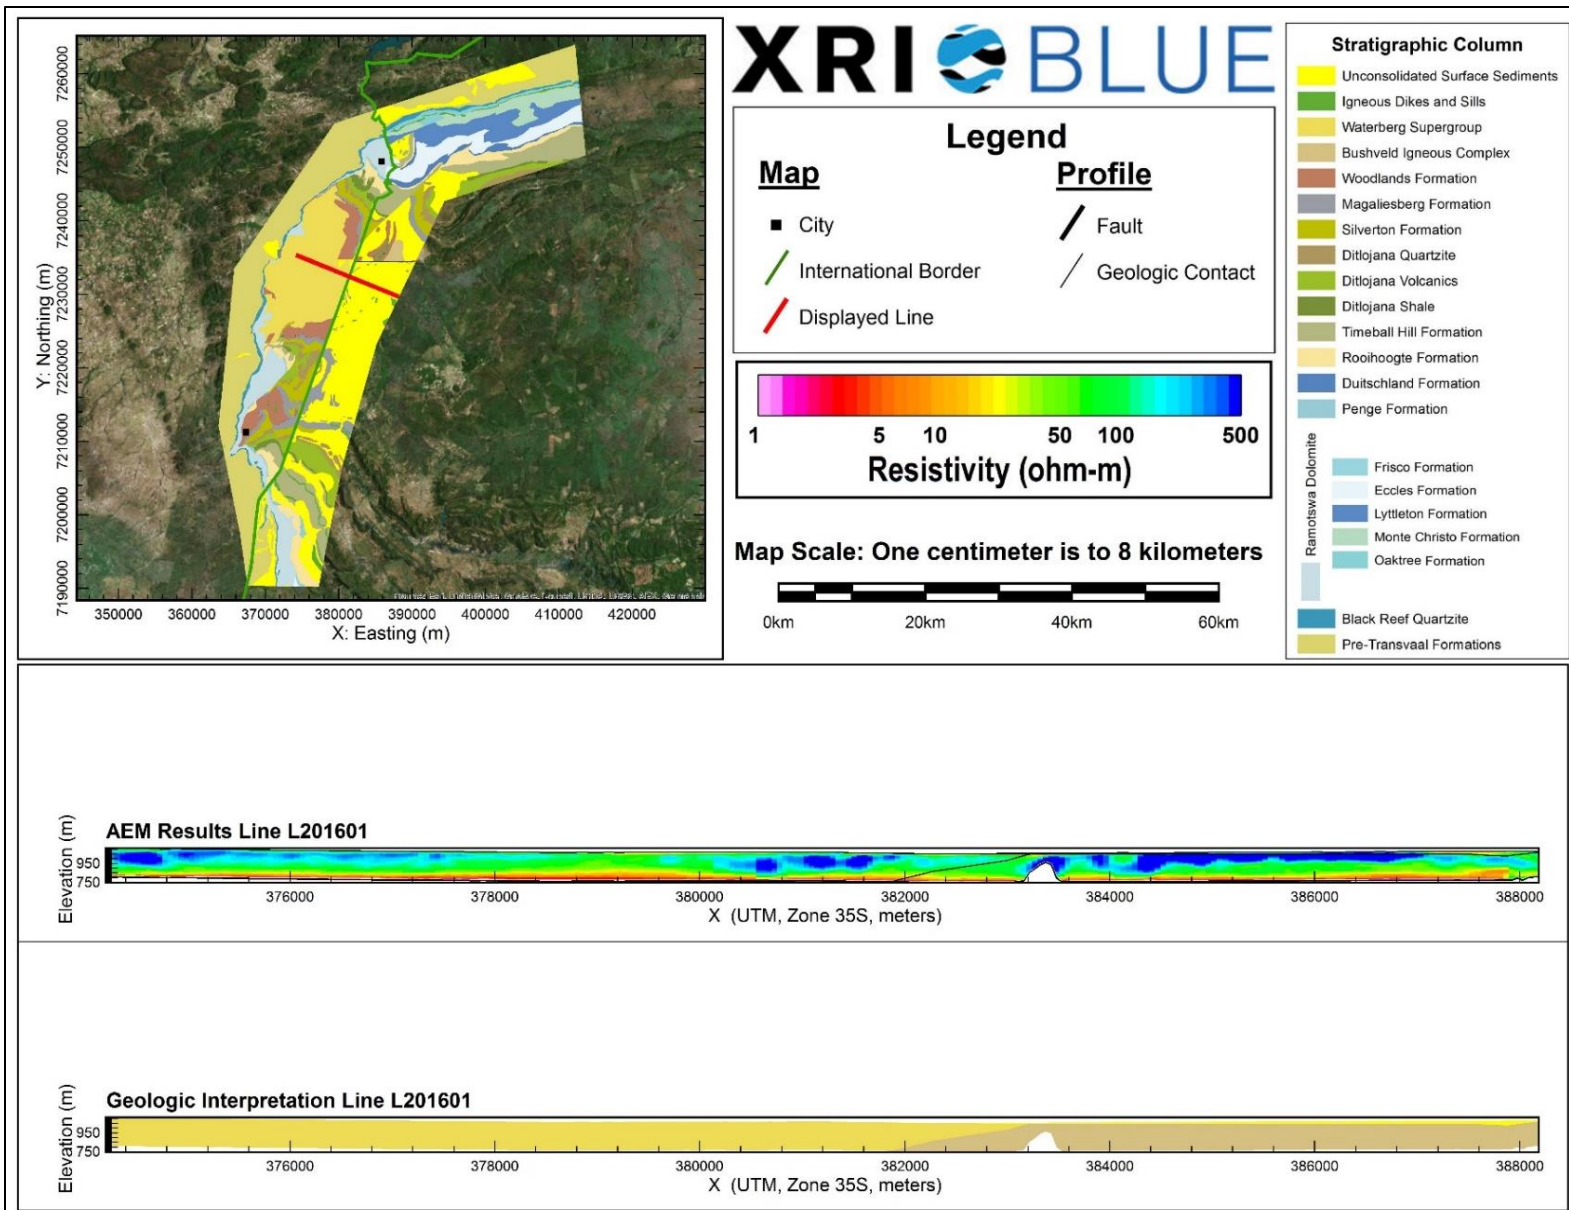 7260000
7250000
7240000
7230000
7220000
7210000
7200000
7190000
Y: Northing (m)
350000 360000 370000 380000 390000 400000 410000 420000
X: Easting (m)
XRI BLUE
Legend
Map
City
International Border
Displayed Line
Profile
Fault
Geologic Contact
1 5 10 50 100 500
Resistivity (ohm-m)
Map Scale: One centimeter is to 8 kilometers
0km 20km 40km 60km
Stratigraphic Column
Unconsolidated Surface Sediments
Igneous Dikes and Sills
Waterberg Supergroup
Bushveld Igneous Complex
Woodlands Formation
Magaliesberg Formation
Silverton Formation
Ditlojana Quartzite
Ditlojana Volcanics
Ditlojana Shale
Timeball Hill Formation
Rooihoogte Formation
Duitschland Formation
Penge Formation
Ramotswa Dolomite
Frisco Formation
Eccles Formation
Lyttleton Formation
Monte Christo Formation
Oaktree Formation
Black Reef Quartzite
Pre-Transvaal Formations
AEM Results Line L201601
Elevation (m)
950
750
376000 378000 380000 382000 384000 386000 388000
X (UTM, Zone 35S, meters)
Geologic Interpretation Line L201601
Elevation (m)
950
750
376000 378000 380000 382000 384000 386000 388000
X (UTM, Zone 35S, meters)